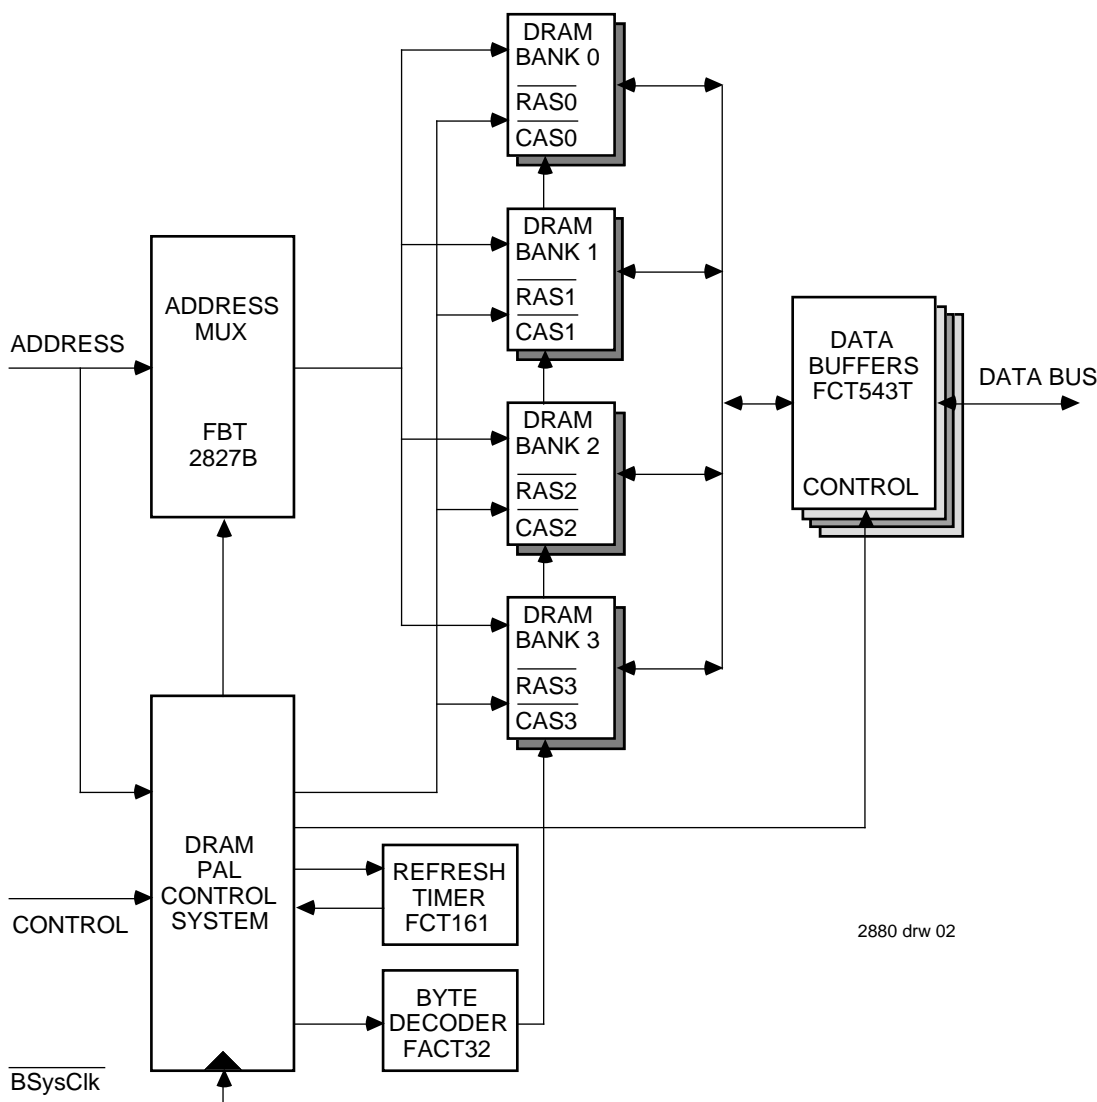 DRAM
BANK 0
RAS0
CAS0
DRAM
BANK 1
RAS1
CAS1
ADDRESS
ADDRESS
MUX
FBT
2827B
DRAM
BANK 2
RAS2
CAS2
DATA
BUFFERS
FCT543T
CONTROL
DATA BUS
DRAM
BANK 3
RAS3
CAS3
DRAM
PAL
CONTROL
SYSTEM
CONTROL
REFRESH
TIMER
FCT161
2880 drw 02
BYTE
DECODER
FACT32
BSysClk